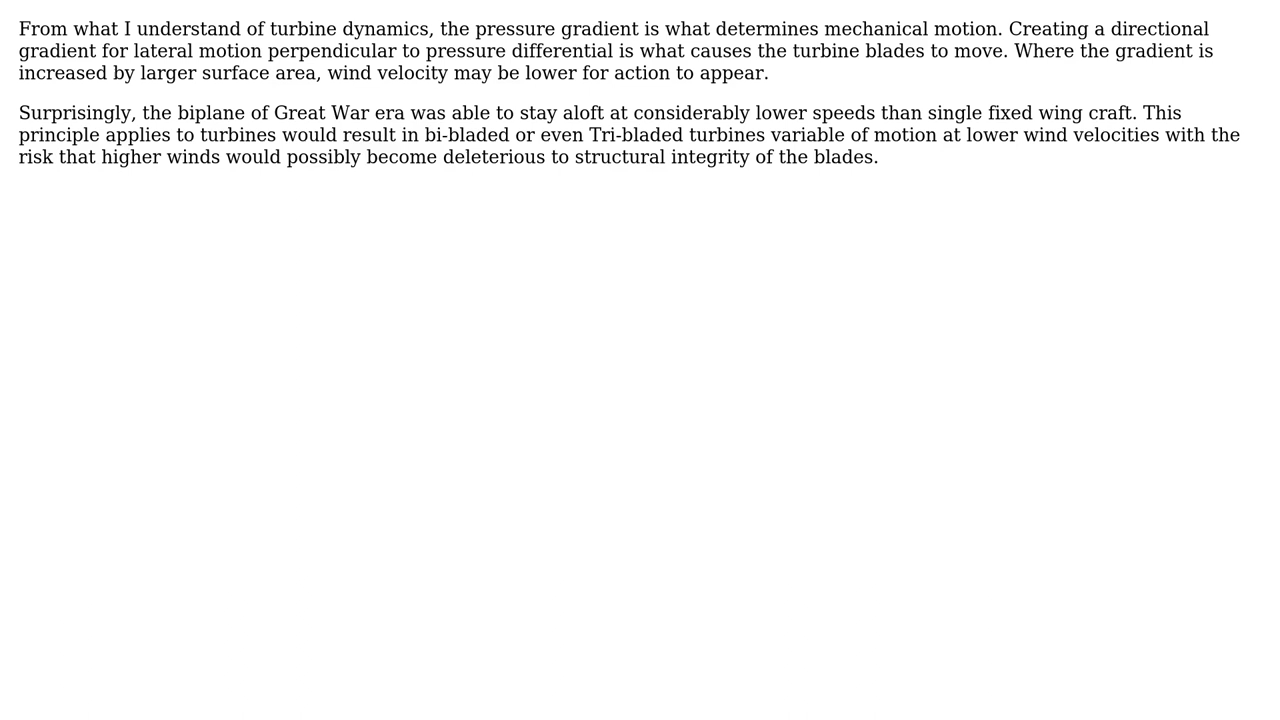 From what I understand of turbine dynamics, the pressure gradient is what determines mechanical motion. Creating a directional
gradient for lateral motion perpendicular to pressure differential is what causes the turbine blades to move. Where the gradient is
increased by larger surface area, wind velocity may be lower for action to appear.
Surprisingly, the biplane of Great War era was able to stay aloft at considerably lower speeds than single fixed wing craft. This
principle applies to turbines would result in bi-bladed or even Tri-bladed turbines variable of motion at lower wind velocities with the
risk that higher winds would possibly become deleterious to structural integrity of the blades.